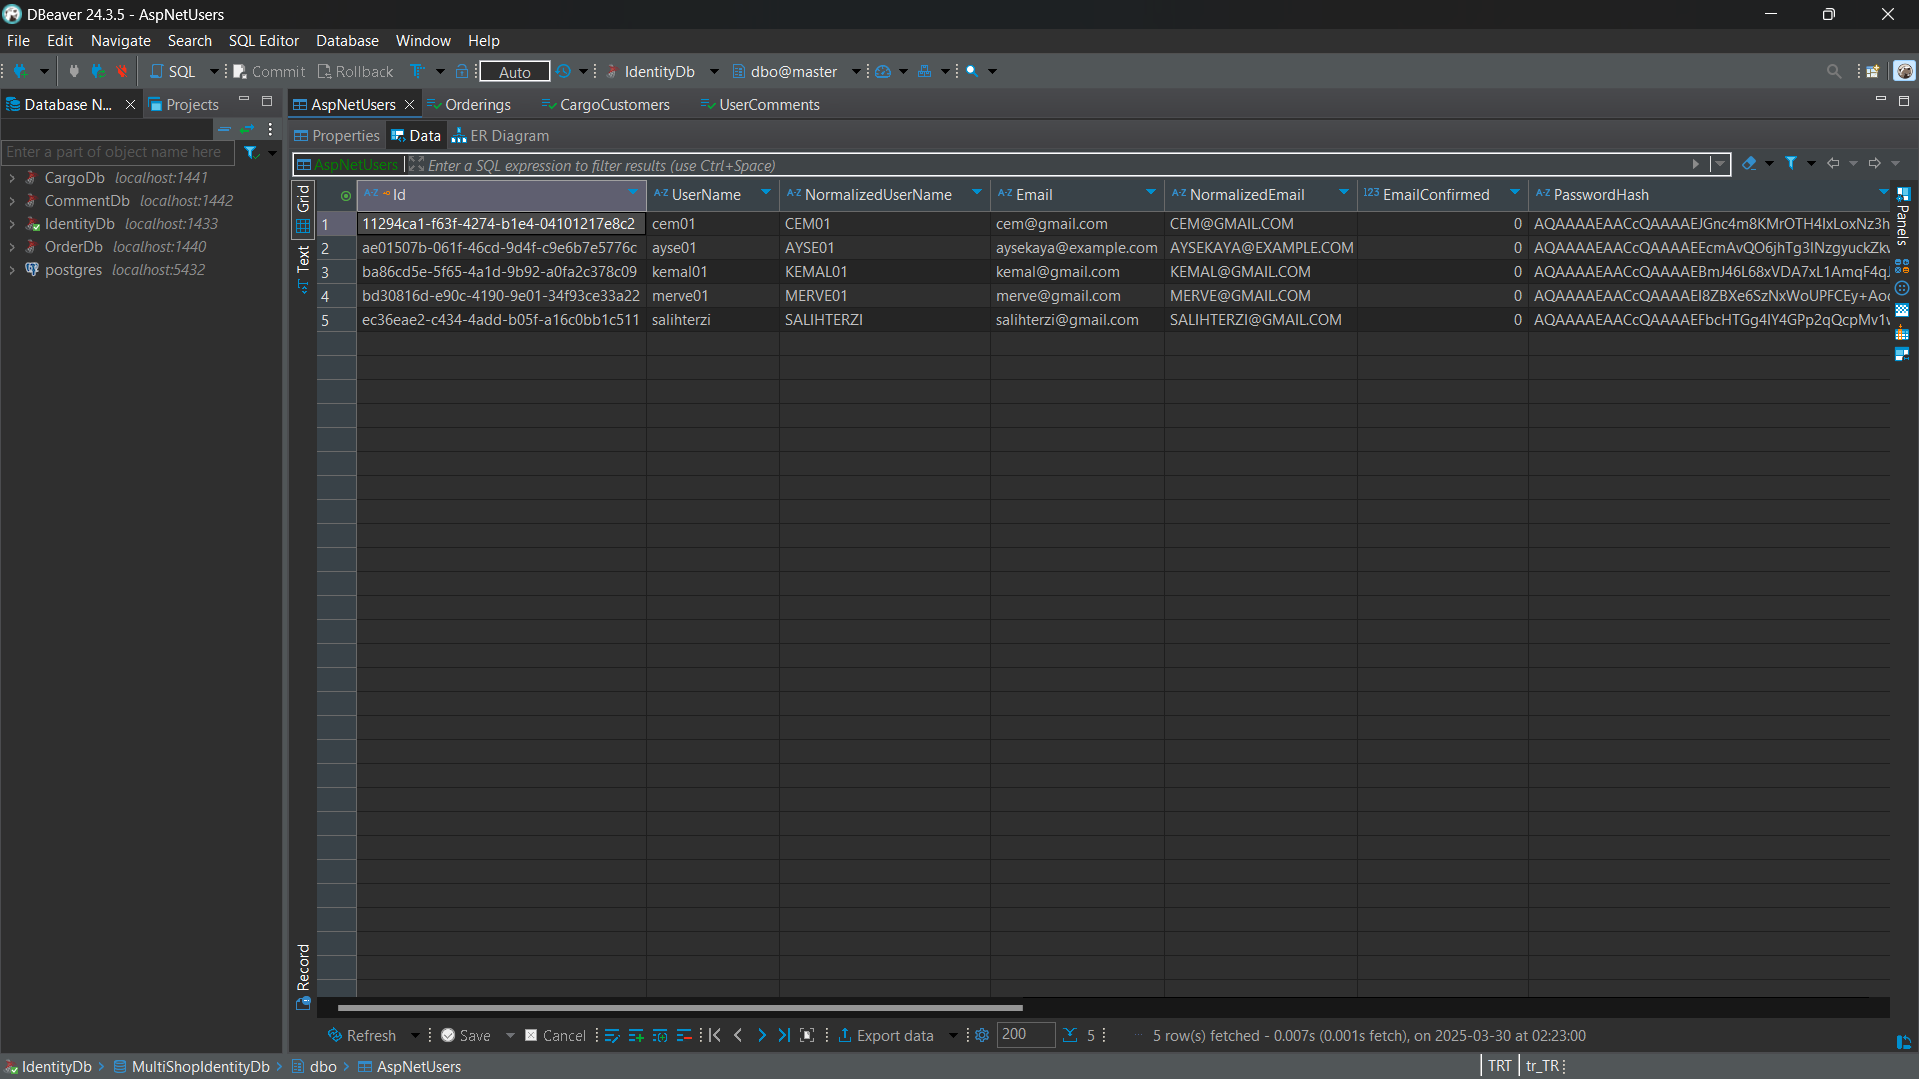 DBeaver 24.3.5 - AspNetUsers
File Edit Navigate Search SQL Editor Database Window Help
SQL Commit Rollback Auto IdentityDb dbo@master
Database N... Projects AspNetUsers Orderings CargoCustomers UserComments
Properties Data ER Diagram
Enter a part of object name here
AspNetUsers Enter a SQL expression to filter results (use Ctrl+Space)
CargoDb localhost:1441
CommentDb localhost:1442
IdentityDb localhost:1433
OrderDb localhost:1440
postgres localhost:5432
Grid
Text
Record
Panels
A-Z Id A-Z UserName A-Z NormalizedUserName A-Z Email A-Z NormalizedEmail 123 EmailConfirmed A-Z PasswordHash
1 11294ca1-f63f-4274-b1e4-04101217e8c2 cem01 CEM01 cem@gmail.com CEM@GMAIL.COM 0
2 ae01507b-061f-46cd-9d4f-c9e6b7e5776c ayse01 AYSE01 aysekaya@example.com AYSEKAYA@EXAMPLE.COM 0
3 ba86cd5e-5f65-4a1d-9b92-a0fa2c378c09 kemal01 KEMAL01 kemal@gmail.com KEMAL@GMAIL.COM 0
4 bd30816d-e90c-4190-9e01-34f93ce33a22 merve01 MERVE01 merve@gmail.com MERVE@GMAIL.COM 0
5 ec36eae2-c434-4add-b05f-a16c0bb1c511 salihterzi SALIHTERZI salihterzi@gmail.com SALIHTERZI@GMAIL.COM 0
Refresh Save Cancel Export data 200 5 5 row(s) fetched - 0.007s (0.001s fetch), on 2025-03-30 at 02:23:00
IdentityDb MultiShopIdentityDb dbo AspNetUsers TRT tr_TR